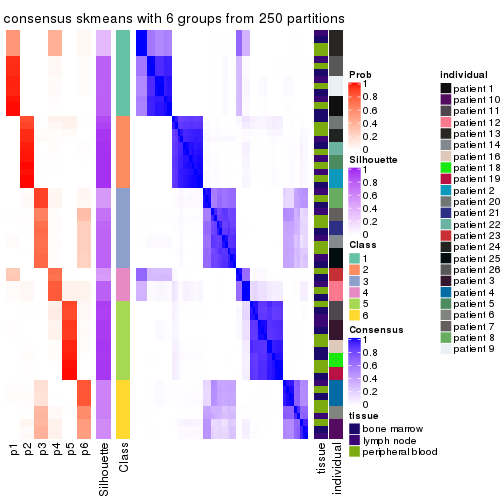 consensus skmeans with 6 groups from 250 partitions
p1
p2
p3
p4
p5
p6
Silhouette
Class
tissue
individual
Prob
1
0.8
0.6
0.4
0.2
0
Silhouette
1
0.8
0.6
0.4
0.2
0
Class
1
2
3
4
5
6
Consensus
1
0.8
0.6
0.4
0.2
0
tissue
bone marrow
lymph node
peripheral blood
individual
patient 1
patient 10
patient 11
patient 12
patient 13
patient 14
patient 16
patient 18
patient 19
patient 2
patient 20
patient 21
patient 22
patient 23
patient 24
patient 25
patient 26
patient 3
patient 4
patient 5
patient 6
patient 7
patient 8
patient 9